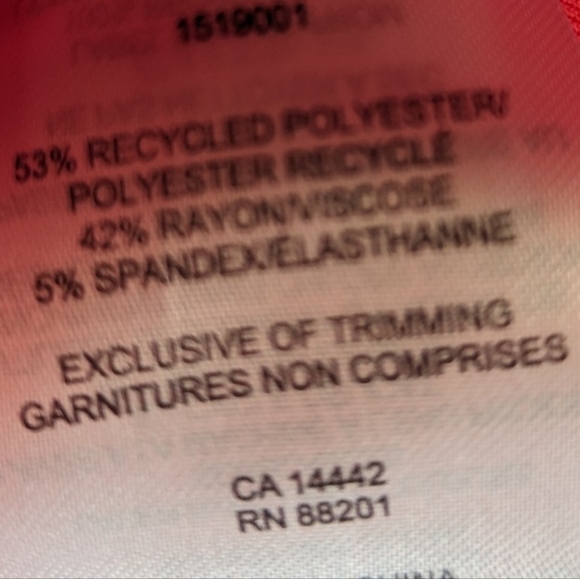 1519001
53% RECYCLED POLYESTER/
POLYESTER RECYCLÉ
42% RAYON/VISCOSE
5% SPANDEX/ÉLASTHANNE
EXCLUSIVE OF TRIMMING
GARNITURES NON COMPRISES
CA 14442
RN 88201